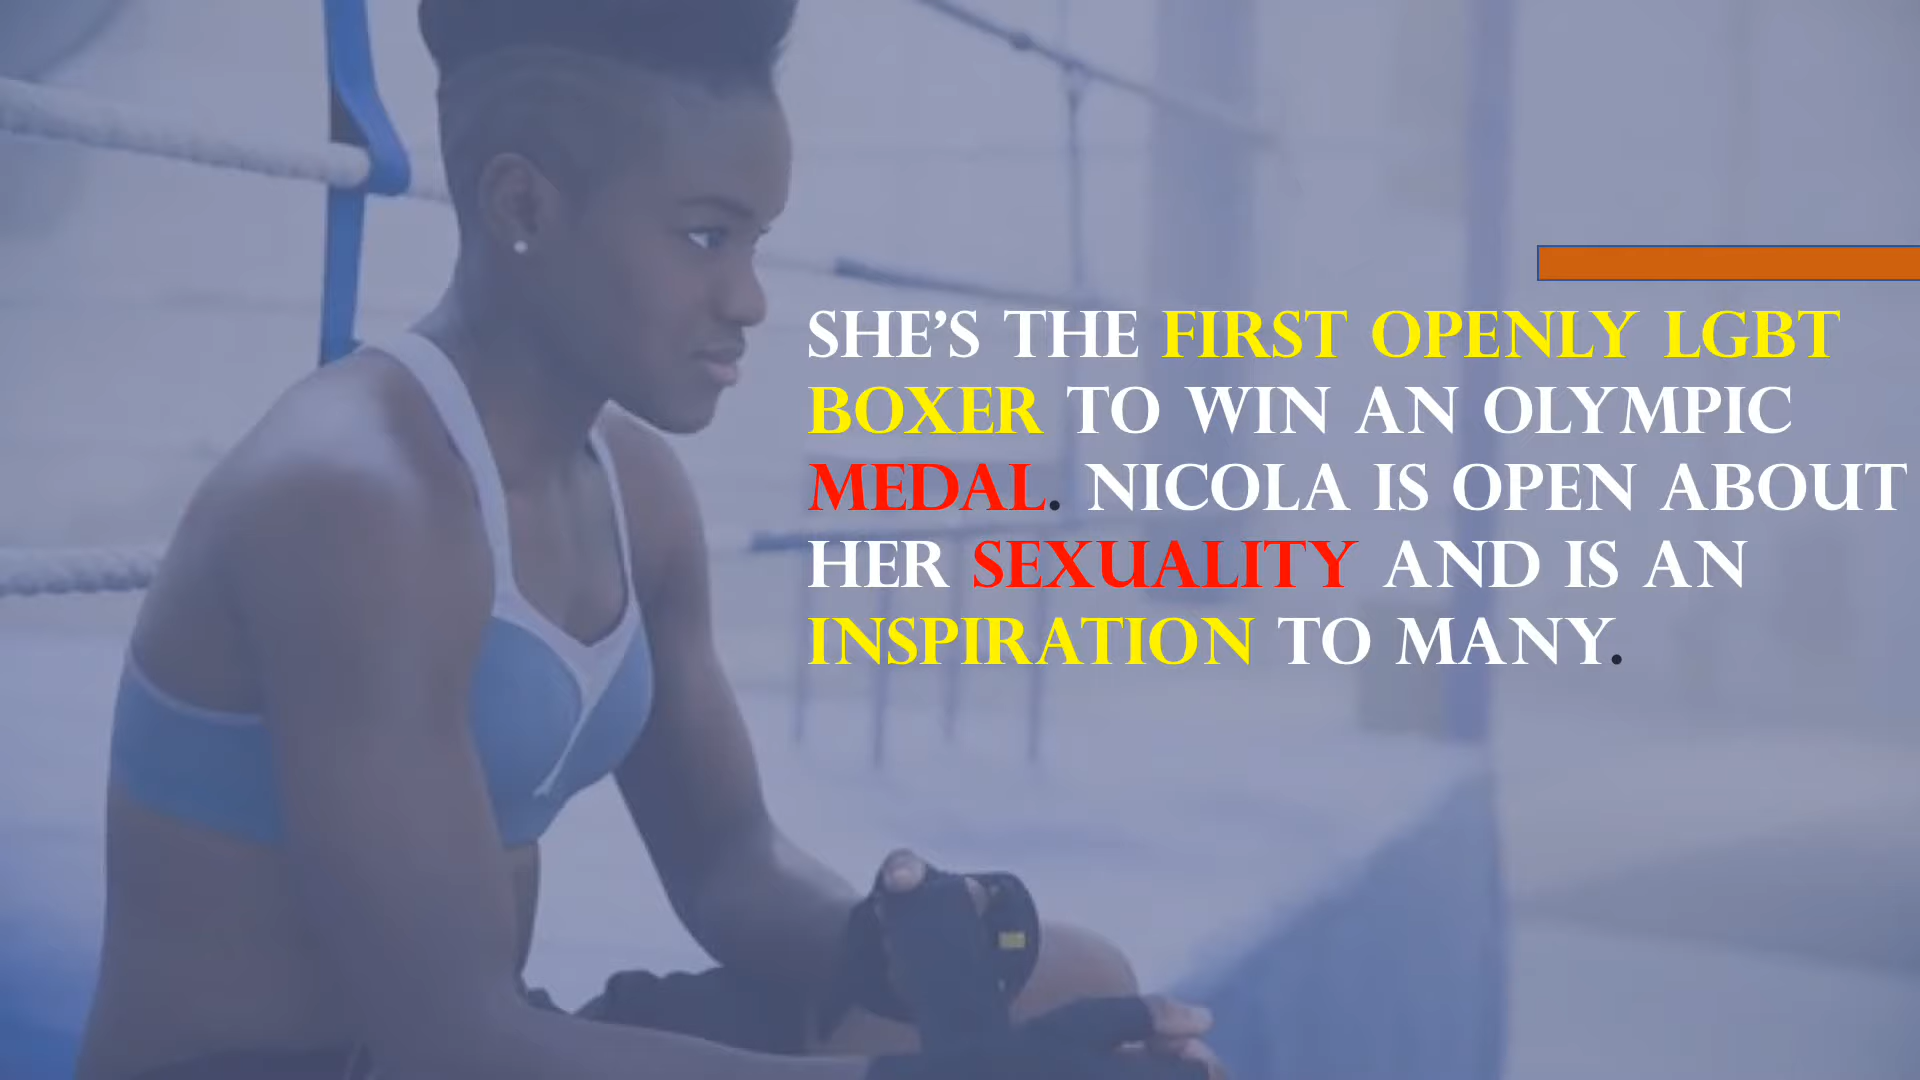 SHE'S THE FIRST OPENLY LGBT
BOXER TO WIN AN OLYMPIC
MEDAL. NICOLA IS OPEN ABOUT
HER SEXUALITY AND IS AN
INSPIRATION TO MANY.